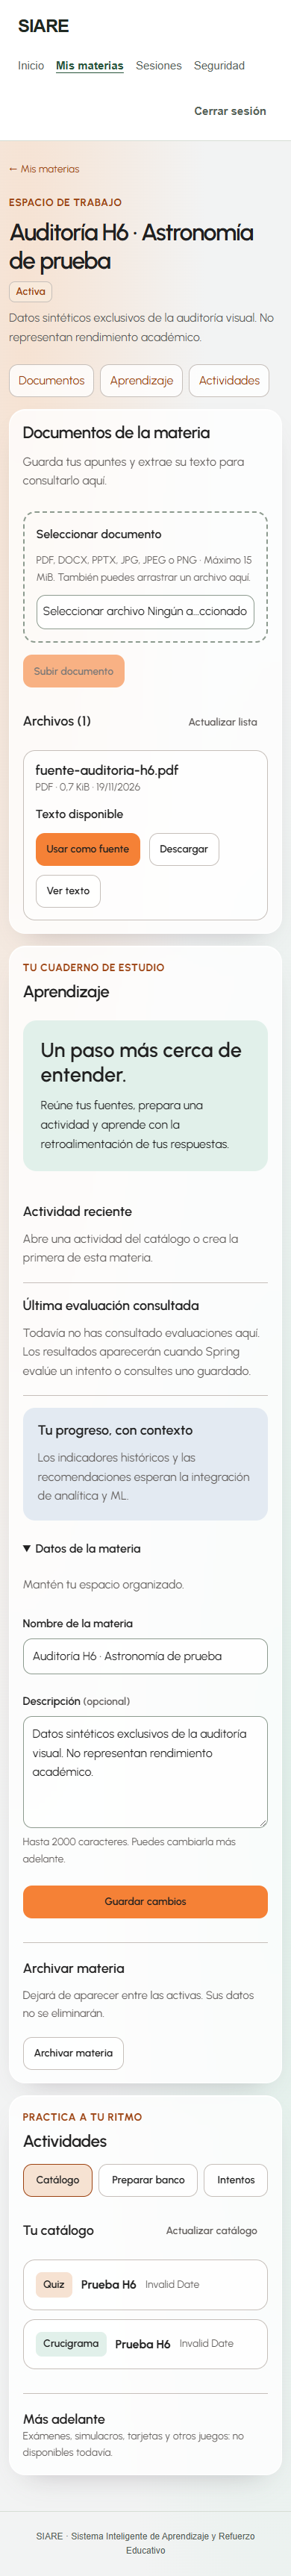 SIARE
Inicio Mis materias Sesiones Seguridad
Cerrar sesión
← Mis materias
ESPACIO DE TRABAJO
Auditoría H6 · Astronomía
de prueba
Activa
Datos sintéticos exclusivos de la auditoría visual. No
representan rendimiento académico.
Documentos Aprendizaje Actividades
Documentos de la materia
Guarda tus apuntes y extrae su texto para
consultarlo aquí.
Seleccionar documento
PDF, DOCX, PPTX, JPG, JPEG o PNG · Máximo 15
MiB. También puedes arrastrar un archivo aquí.
Seleccionar archivo Ningún a...ccionado
Subir documento
Archivos (1) Actualizar lista
fuente-auditoria-h6.pdf
PDF · 0,7 KiB · 19/11/2026
Texto disponible
Usar como fuente Descargar
Ver texto
TU CUADERNO DE ESTUDIO
Aprendizaje
Un paso más cerca de
entender.
Reúne tus fuentes, prepara una
actividad y aprende con la
retroalimentación de tus respuestas.
Actividad reciente
Abre una actividad del catálogo o crea la
primera de esta materia.
Última evaluación consultada
Todavía no has consultado evaluaciones aquí.
Los resultados aparecerán cuando Spring
evalúe un intento o consultes uno guardado.
Tu progreso, con contexto
Los indicadores históricos y las
recomendaciones esperan la integración
de analítica y ML.
▼ Datos de la materia
Mantén tu espacio organizado.
Nombre de la materia
Auditoría H6 · Astronomía de prueba
Descripción (opcional)
Datos sintéticos exclusivos de la auditoría
visual. No representan rendimiento
académico.
Hasta 2000 caracteres. Puedes cambiarla más
adelante.
Guardar cambios
Archivar materia
Dejará de aparecer entre las activas. Sus datos
no se eliminarán.
Archivar materia
PRACTICA A TU RITMO
Actividades
Catálogo Preparar banco Intentos
Tu catálogo Actualizar catálogo
Quiz Prueba H6 Invalid Date
Crucigrama Prueba H6 Invalid Date
Más adelante
Exámenes, simulacros, tarjetas y otros juegos: no
disponibles todavía.
SIARE · Sistema Inteligente de Aprendizaje y Refuerzo
Educativo